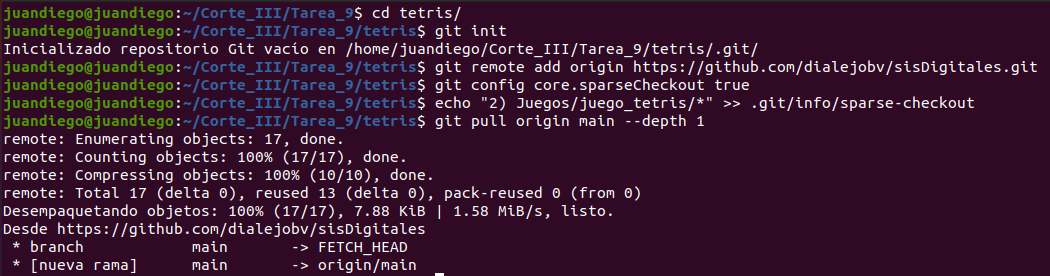 juandiego@juandiego:~/Corte_III/Tarea_9$ cd tetris/
juandiego@juandiego:~/Corte_III/Tarea_9/tetris$ git init
Inicializado repositorio Git vacío en /home/juandiego/Corte_III/Tarea_9/tetris/.git/
juandiego@juandiego:~/Corte_III/Tarea_9/tetris$ git remote add origin https://github.com/dialejobv/sisDigitales.git
juandiego@juandiego:~/Corte_III/Tarea_9/tetris$ git config core.sparseCheckout true
juandiego@juandiego:~/Corte_III/Tarea_9/tetris$ echo "2) Juegos/juego_tetris/*" >> .git/info/sparse-checkout
juandiego@juandiego:~/Corte_III/Tarea_9/tetris$ git pull origin main --depth 1
remote: Enumerating objects: 17, done.
remote: Counting objects: 100% (17/17), done.
remote: Compressing objects: 100% (10/10), done.
remote: Total 17 (delta 0), reused 13 (delta 0), pack-reused 0 (from 0)
Desempaquetando objetos: 100% (17/17), 7.88 KiB | 1.58 MiB/s, listo.
Desde https://github.com/dialejobv/sisDigitales
 * branch            main       -> FETCH_HEAD
 * [nueva rama]      main       -> origin/main